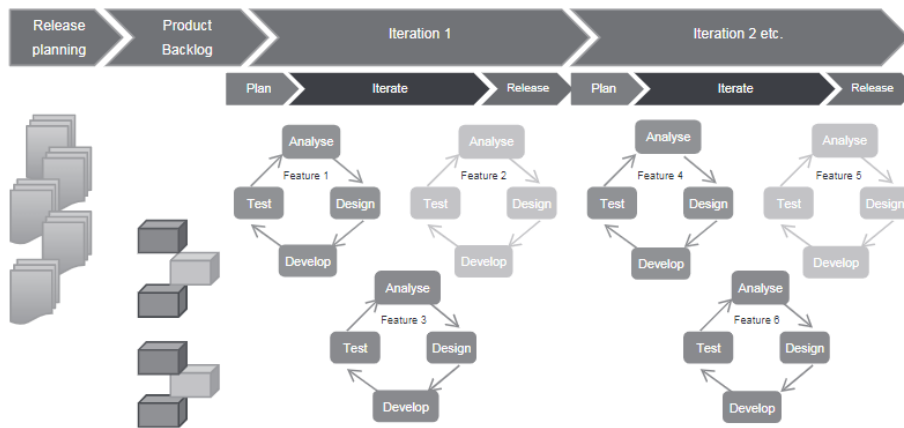 Release
planning
Product
Backlog
Iteration 1
Iteration 2 etc.
Plan
Iterate
Release
Plan
Iterate
Release
Analyse
Feature 1
Test
Design
Develop
Analyse
Feature 2
Test
Design
Develop
Analyse
Feature 4
Test
Design
Develop
Analyse
Feature 5
Test
Design
Develop
Analyse
Feature 3
Test
Design
Develop
Analyse
Feature 6
Test
Design
Develop